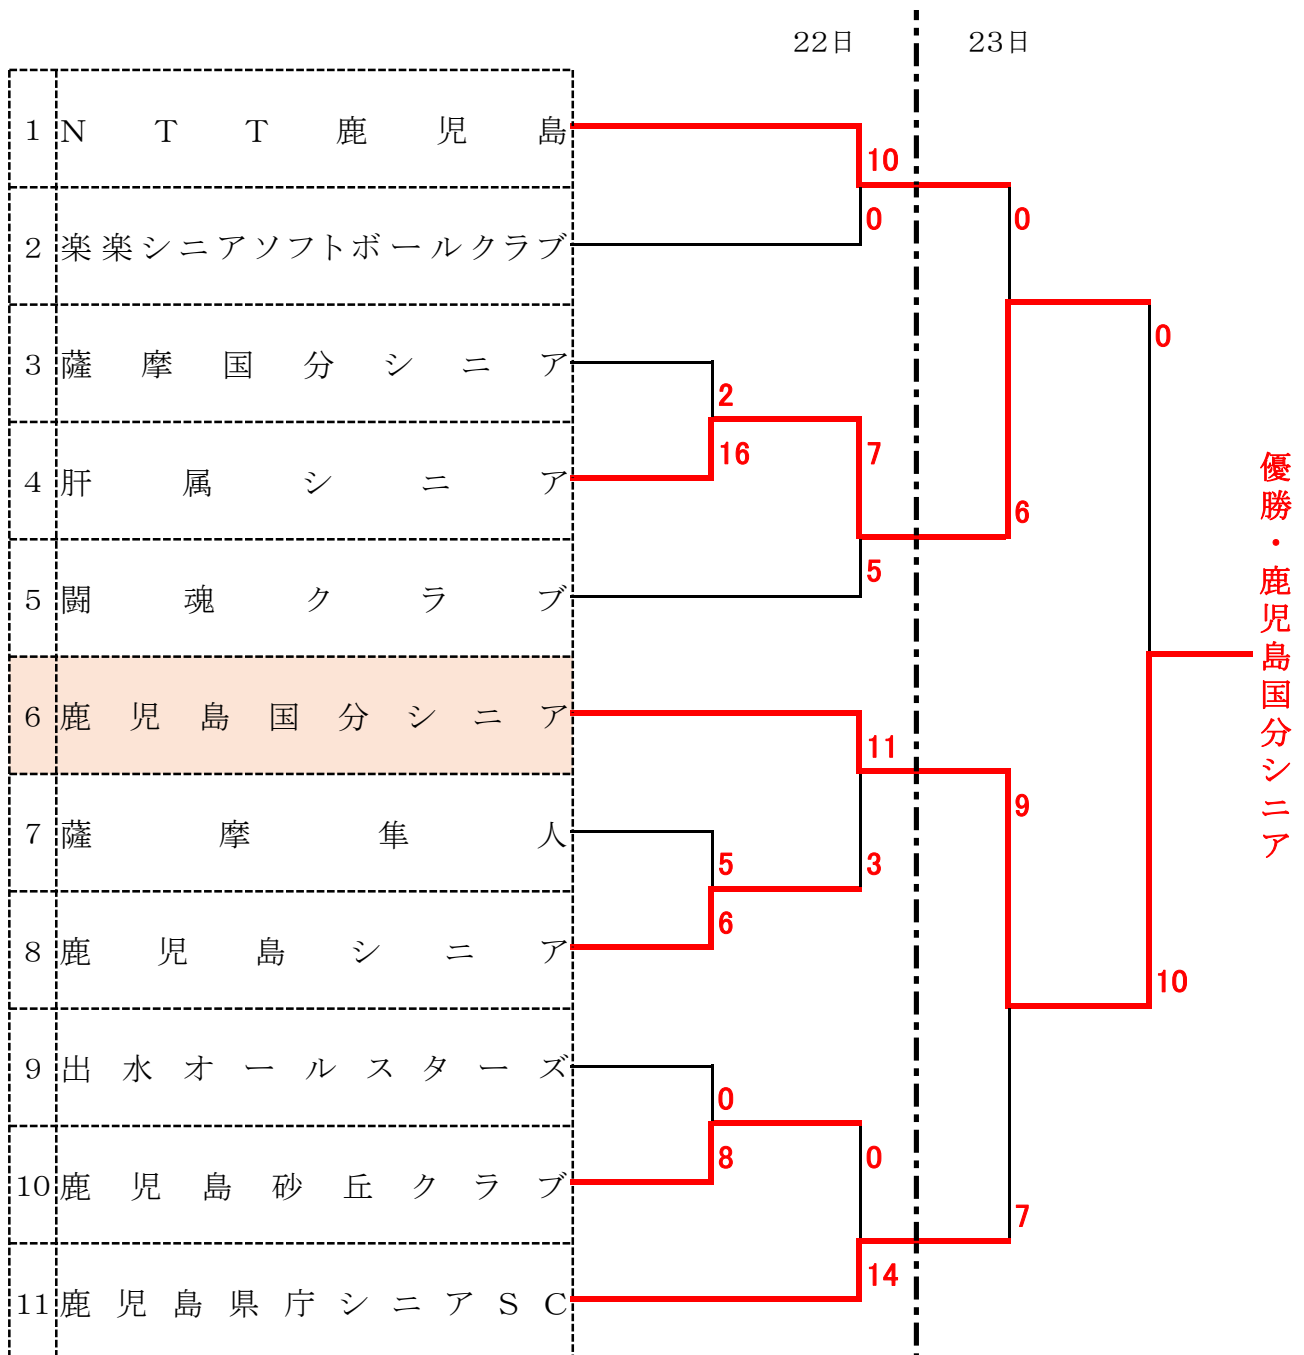 22日 23日
1 NTT鹿児島
10
0
2 楽楽シニアソフトボールクラブ
0
3 薩摩国分シニア
0
2
16
7
4 肝属シニア
6
5
5 闘魂クラブ
6 鹿児島国分シニア
11
9
7 薩摩隼人
5
3
6
8 鹿児島シニア
10
9 出水オールスターズ
0
8
0
10 鹿児島砂丘クラブ
7
14
11 鹿児島県庁シニアSC
優勝・鹿児島国分シニア